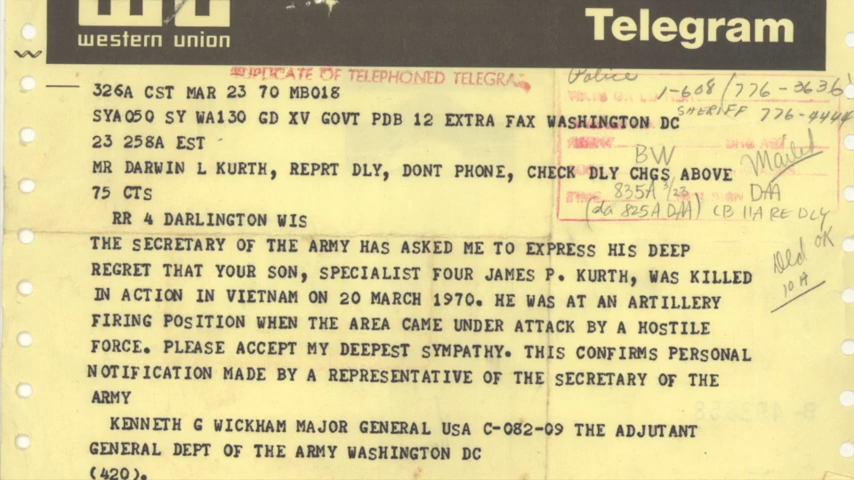 western union
Telegram
DUPLICATE OF TELEPHONED TELEGRAM
Police
1-608/776-3636
SHERIFF 776-4444
326A CST MAR 23 70 MB018
SYA050 SY WA130 GD XV GOVT PDB 12 EXTRA FAX WASHINGTON DC
23 258A EST
BW
Mailed
MR DARWIN L KURTH, REPRT DLY, DONT PHONE, CHECK DLY CHGS ABOVE
75 CTS
TIME 835A 3/23 DAA
(da 825A DAA) CB 11A RE DLY
RR 4 DARLINGTON WIS
THE SECRETARY OF THE ARMY HAS ASKED ME TO EXPRESS HIS DEEP
REGRET THAT YOUR SON, SPECIALIST FOUR JAMES P. KURTH, WAS KILLED
IN ACTION IN VIETNAM ON 20 MARCH 1970. HE WAS AT AN ARTILLERY
FIRING POSITION WHEN THE AREA CAME UNDER ATTACK BY A HOSTILE
FORCE. PLEASE ACCEPT MY DEEPEST SYMPATHY. THIS CONFIRMS PERSONAL
NOTIFICATION MADE BY A REPRESENTATIVE OF THE SECRETARY OF THE
ARMY
Dld OK
10A
KENNETH G WICKHAM MAJOR GENERAL USA C-082-09 THE ADJUTANT
GENERAL DEPT OF THE ARMY WASHINGTON DC
(420).